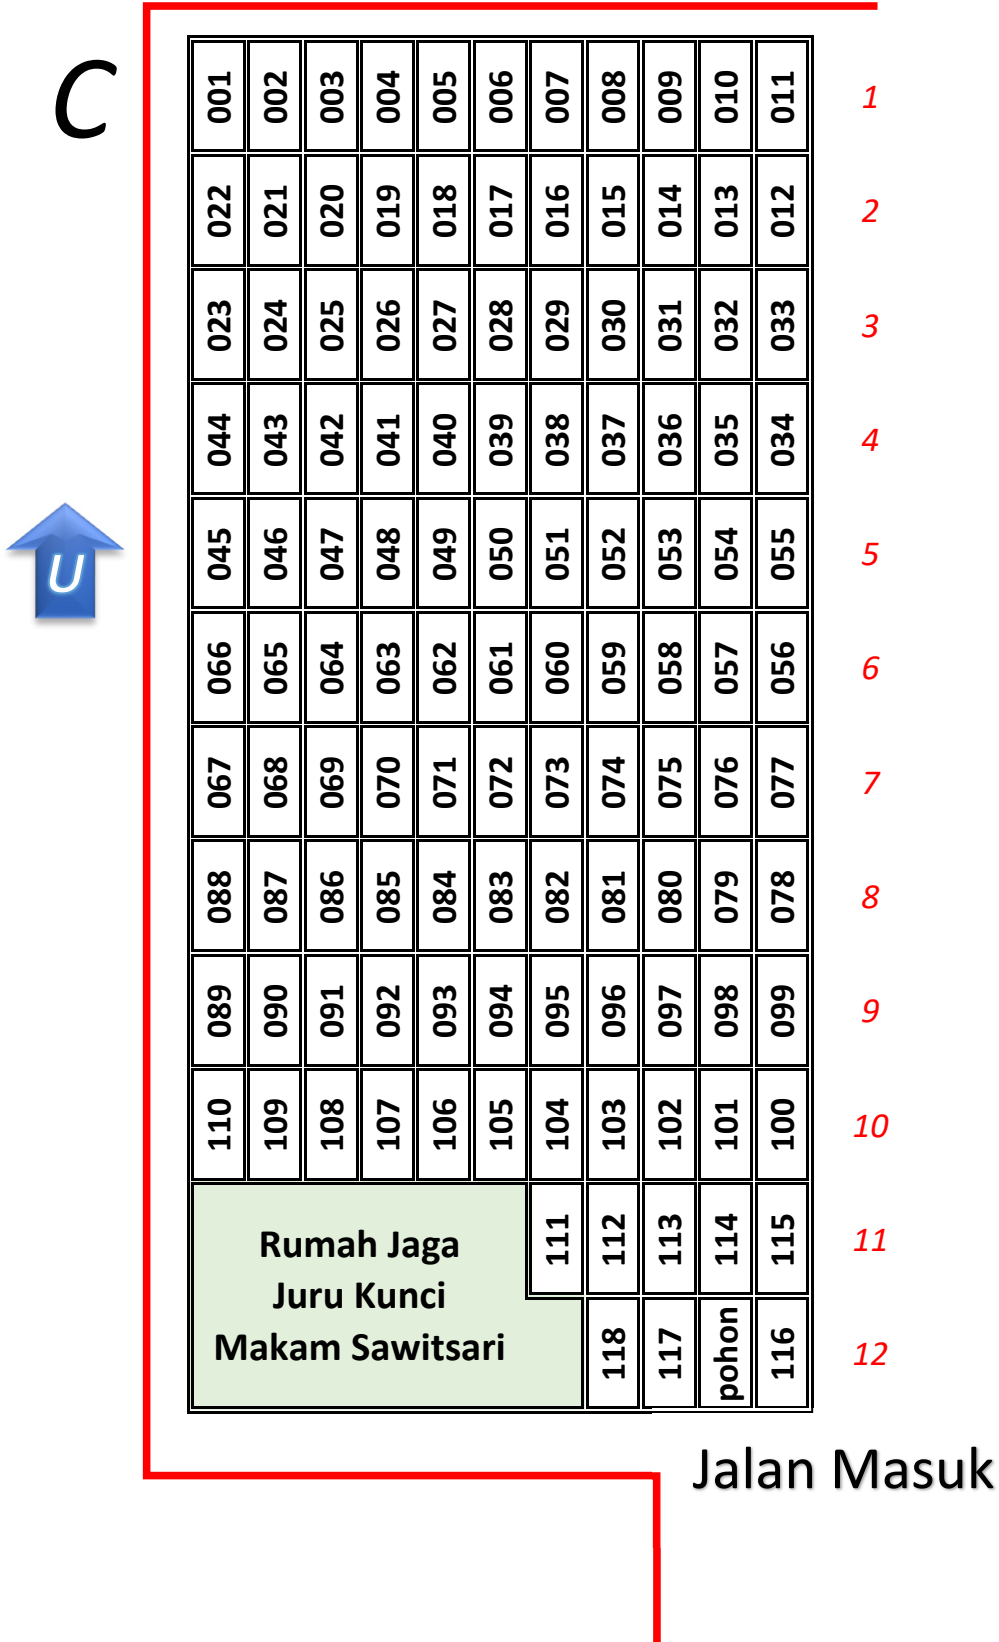 C
001 002 003 004 005 006 007 008 009 010 011 1
022 021 020 019 018 017 016 015 014 013 012 2
023 024 025 026 027 028 029 030 031 032 033 3
044 043 042 041 040 039 038 037 036 035 034 4
U
045 046 047 048 049 050 051 052 053 054 055 5
066 065 064 063 062 061 060 059 058 057 056 6
067 068 069 070 071 072 073 074 075 076 077 7
088 087 086 085 084 083 082 081 080 079 078 8
089 090 091 092 093 094 095 096 097 098 099 9
110 109 108 107 106 105 104 103 102 101 100 10
Rumah Jaga
Juru Kunci
Makam Sawitsari
111 112 113 114 115 11
118 117 pohon 116 12
Jalan Masuk